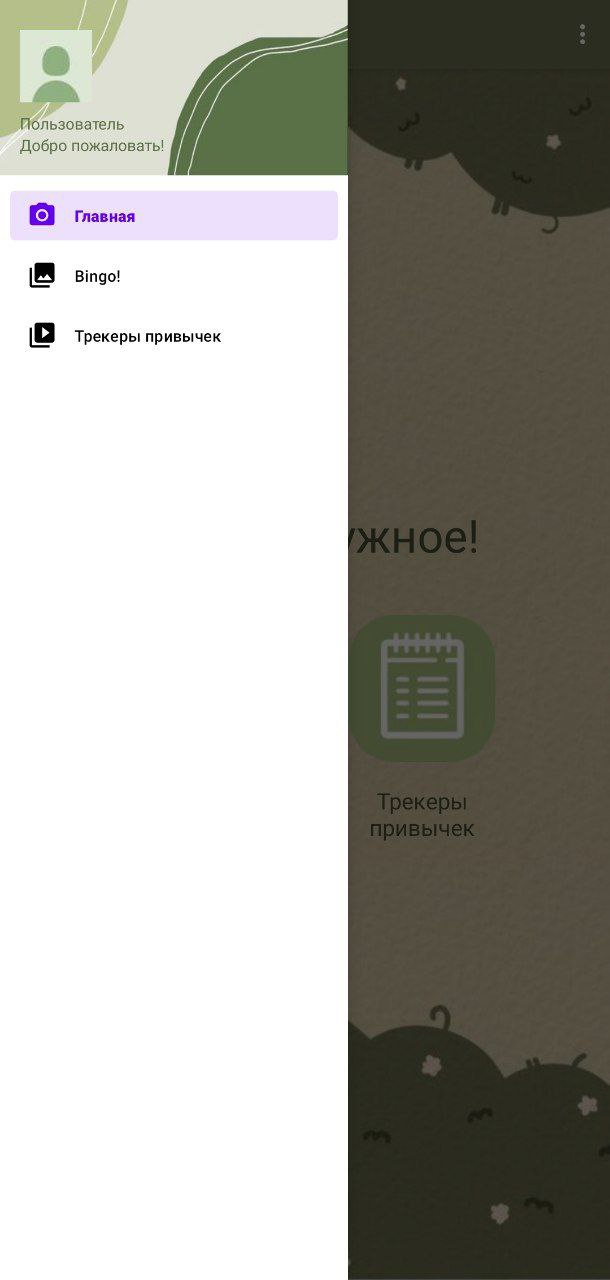 Пользователь
Добро пожаловать!
Главная
Bingo!
Трекеры привычек
ужное!
Трекеры
привычек